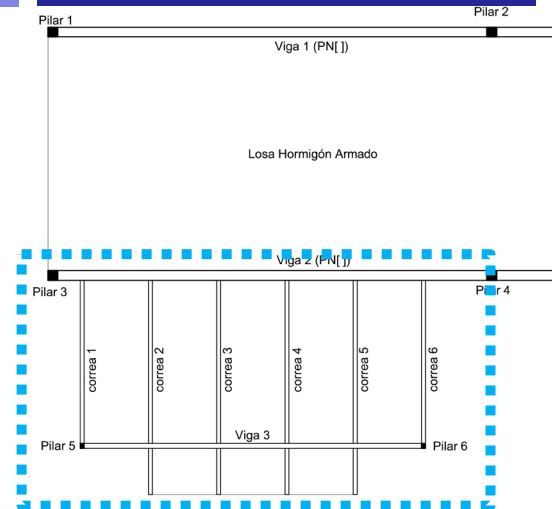 Pilar 1
Pilar 2
Viga 1 (PN[ ])
Losa Hormigón Armado
Viga 2 (PN[ ])
Pilar 3
Pilar 4
correa 1
correa 2
correa 3
correa 4
correa 5
correa 6
Viga 3
Pilar 5
Pilar 6